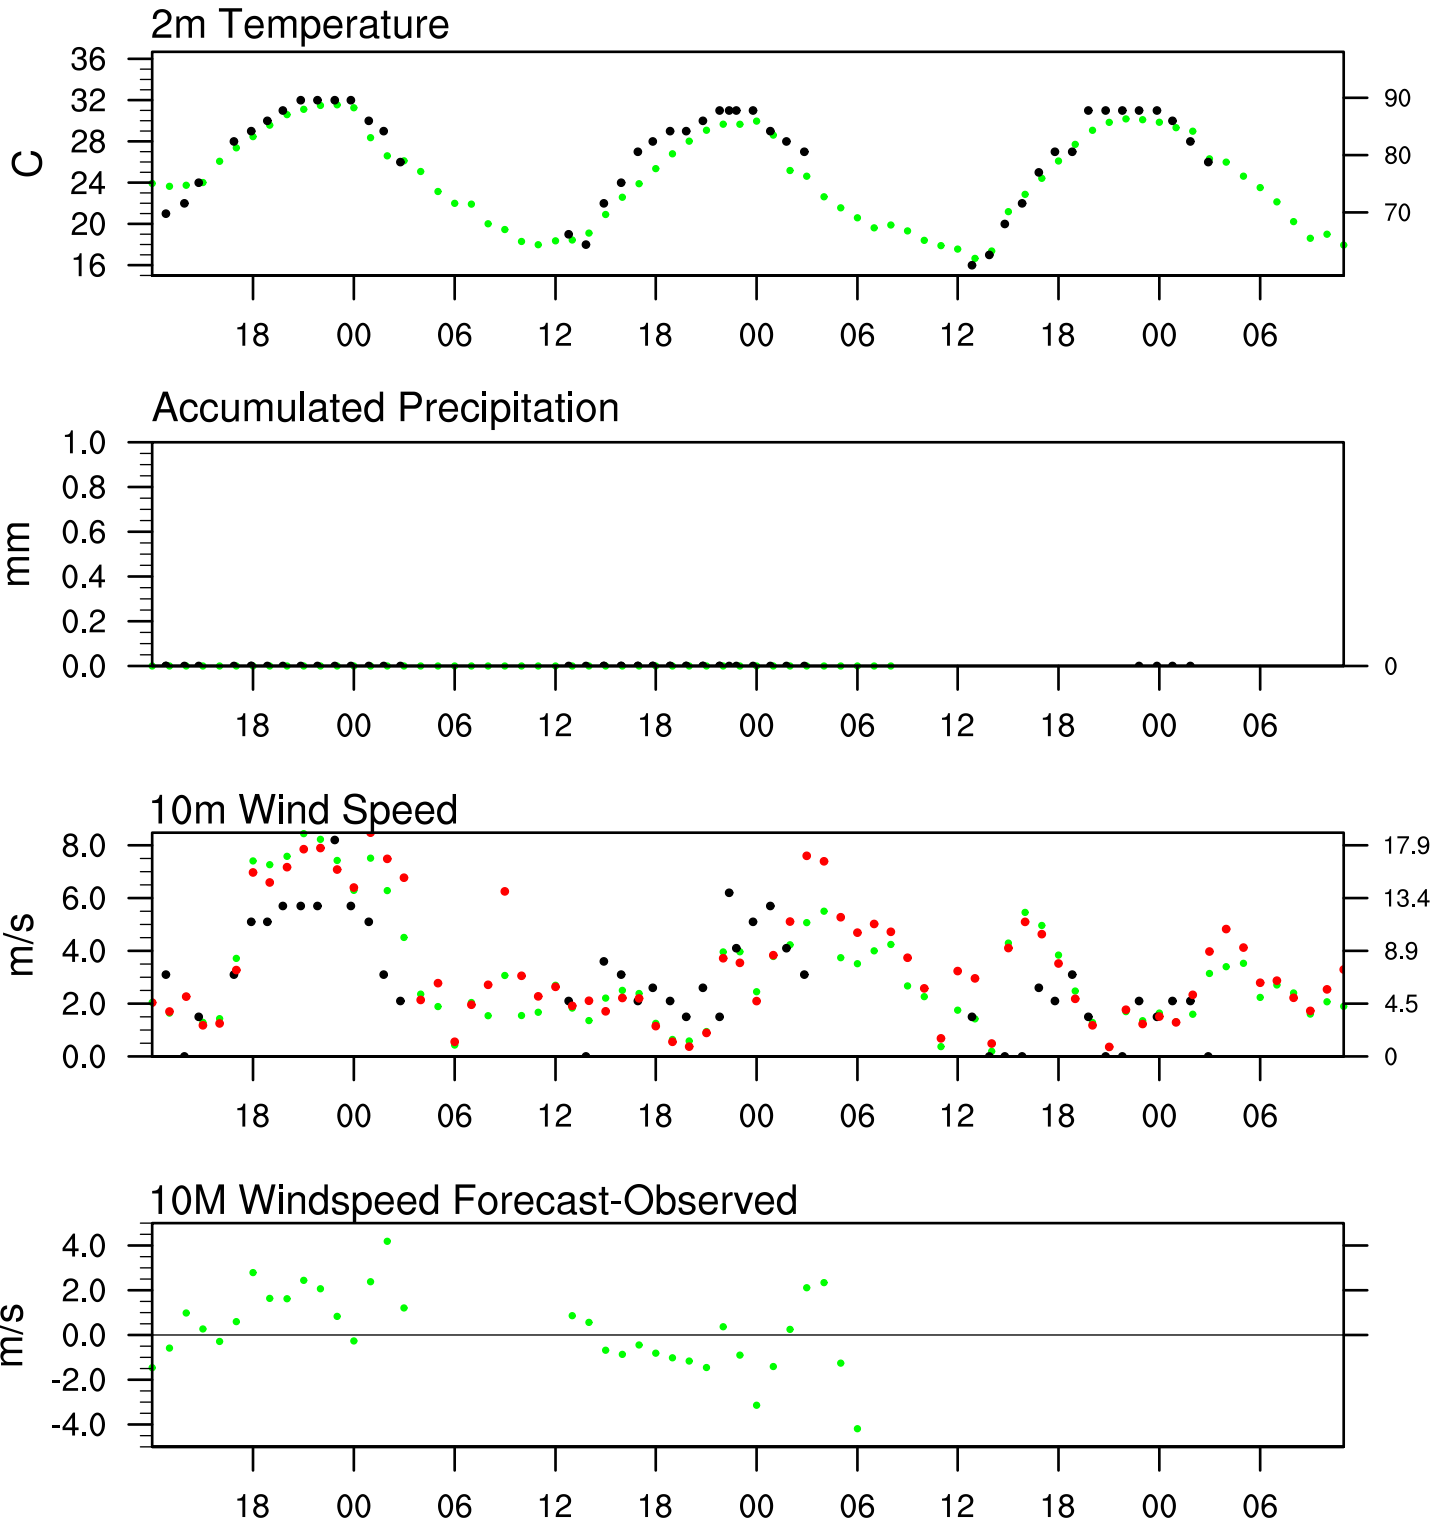 2m Temperature
36
32
28
24
20
16
C
90
80
70
18 00 06 12 18 00 06 12 18 00 06
Accumulated Precipitation
1.0
0.8
0.6
0.4
0.2
0.0
mm
0
18 00 06 12 18 00 06 12 18 00 06
10m Wind Speed
8.0
6.0
4.0
2.0
0.0
m/s
17.9
13.4
8.9
4.5
0
18 00 06 12 18 00 06 12 18 00 06
10M Windspeed Forecast-Observed
4.0
2.0
0.0
-2.0
-4.0
m/s
18 00 06 12 18 00 06 12 18 00 06